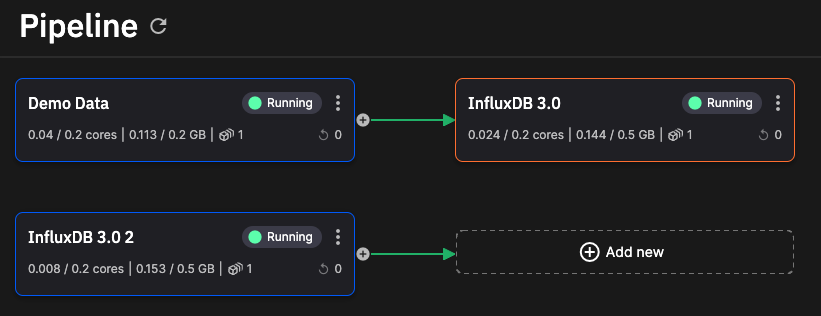 Pipeline
Demo Data Running
0.04 / 0.2 cores | 0.113 / 0.2 GB | 1 0
InfluxDB 3.0 Running
0.024 / 0.2 cores | 0.144 / 0.5 GB | 1 0
InfluxDB 3.0 2 Running
0.008 / 0.2 cores | 0.153 / 0.5 GB | 1 0
Add new